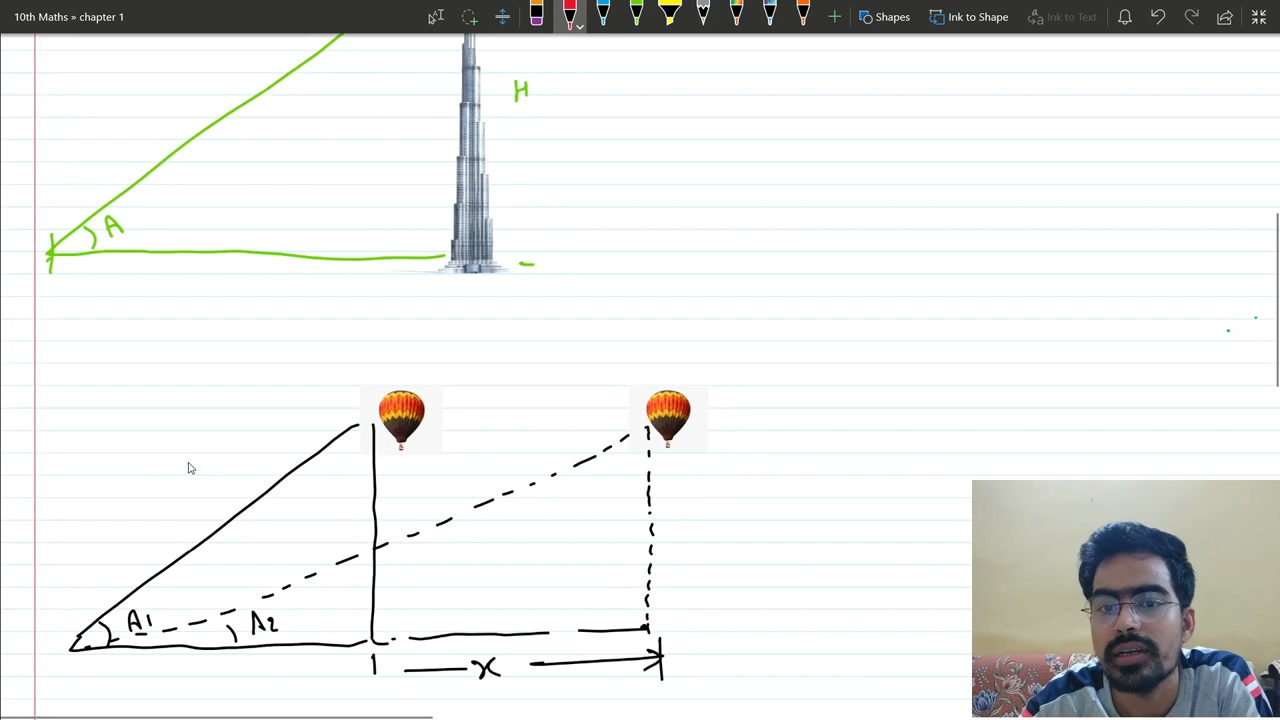 10th Maths » chapter 1
Shapes
Ink to Shape
Ink to Text
H
A
A1
A2
x